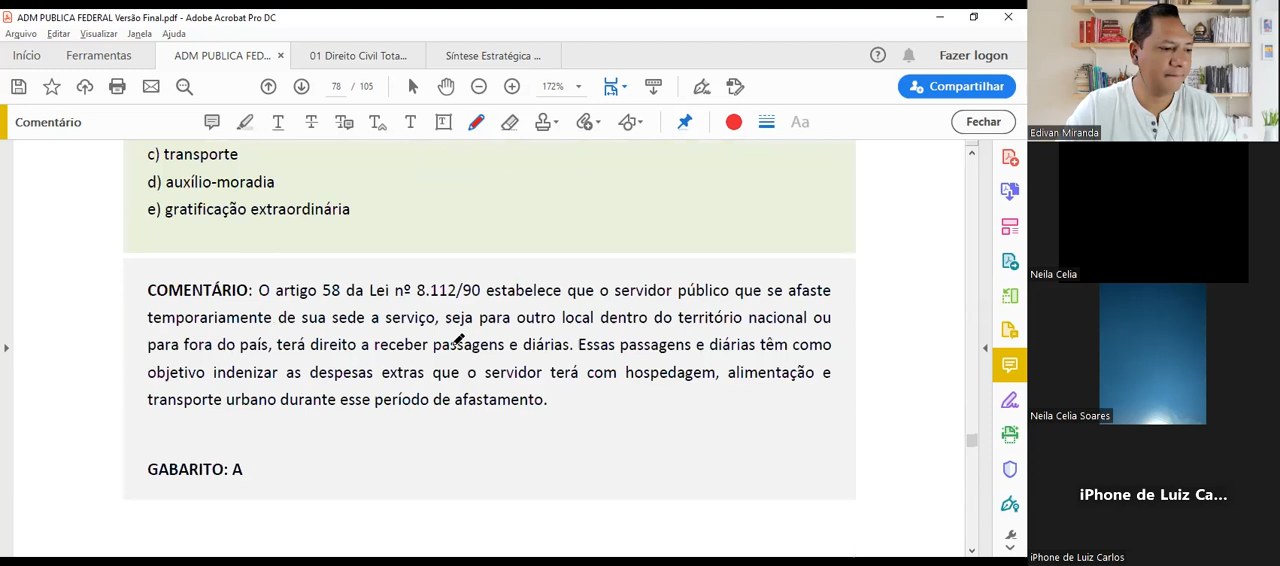 ADM PUBLICA FEDERAL Versão Final.pdf - Adobe Acrobat Pro DC
Arquivo Editar Visualizar Janela Ajuda
Início Ferramentas ADM PUBLICA FED... × 01 Direito Civil Tota... Síntese Estratégica ... Fazer logon
78 / 105 172% Compartilhar
Comentário Aa Fechar
c) transporte
d) auxílio-moradia
e) gratificação extraordinária
COMENTÁRIO: O artigo 58 da Lei nº 8.112/90 estabelece que o servidor público que se afaste
temporariamente de sua sede a serviço, seja para outro local dentro do território nacional ou
para fora do país, terá direito a receber passagens e diárias. Essas passagens e diárias têm como
objetivo indenizar as despesas extras que o servidor terá com hospedagem, alimentação e
transporte urbano durante esse período de afastamento.
GABARITO: A
Edivan Miranda
Neila Celia
Neila Celia Soares
iPhone de Luiz Ca...
iPhone de Luiz Carlos